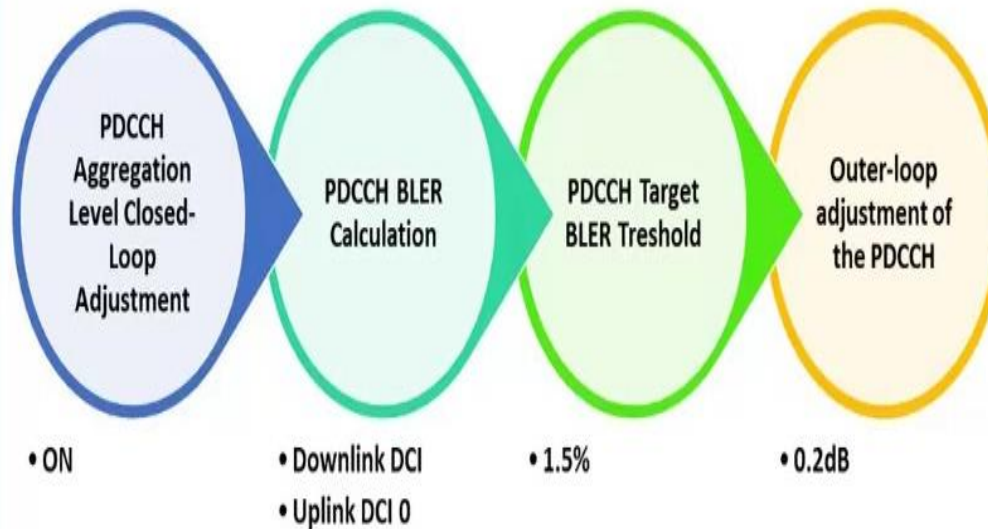 PDCCH
Aggregation
Level Closed-
Loop
Adjustment
PDCCH BLER
Calculation
PDCCH Target
BLER Treshold
Outer-loop
adjustment of
the PDCCH
• ON
• Downlink DCI
• Uplink DCI 0
• 1.5%
• 0.2dB